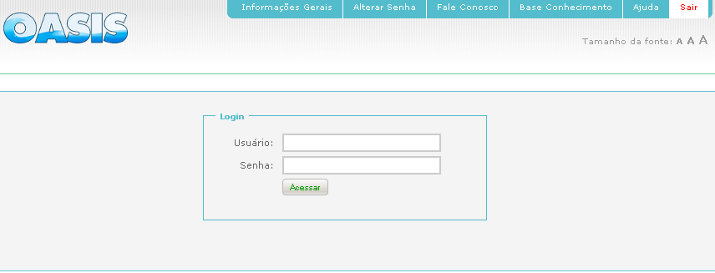 Informações Gerais Alterar Senha Fale Conosco Base Conhecimento Ajuda Sair
OASIS
Tamanho da fonte: A A A
Login
Usuário:
Senha:
Acessar